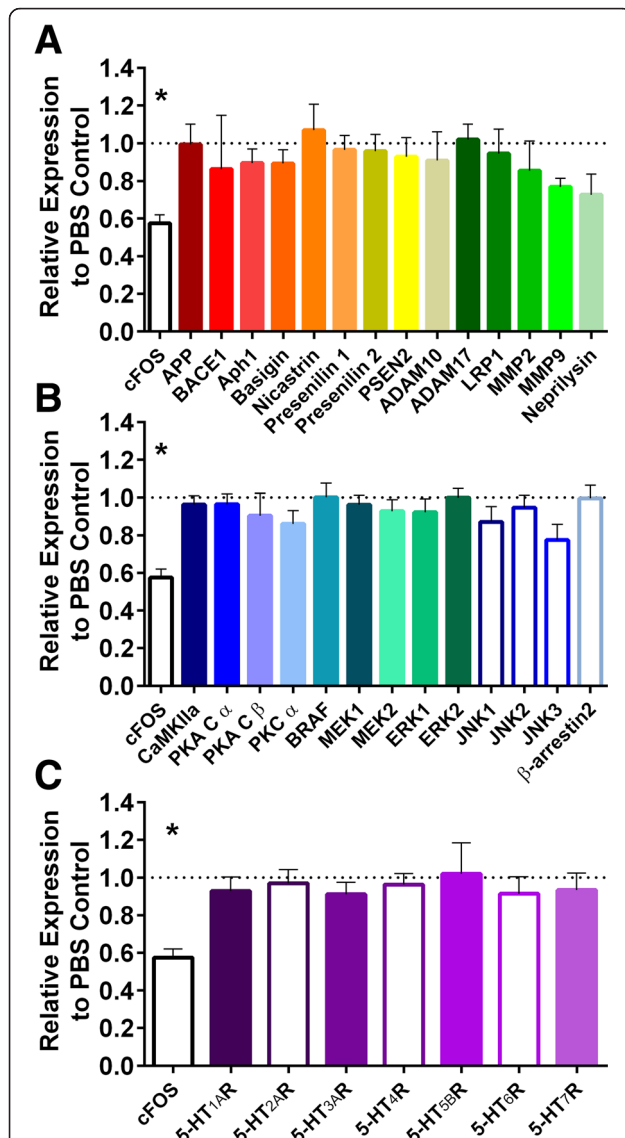 A
Relative Expression
to PBS Control
1.4
1.2
1.0
0.8
0.6
0.4
0.2
0.0
*
cFOS
APP
BACE1
Aph1
Basigin
Nicastrin
Presenilin 1
Presenilin 2
PSEN2
ADAM10
ADAM17
LRP1
MMP2
MMP9
Neprilysin
B
Relative Expression
to PBS Control
1.4
1.2
1.0
0.8
0.6
0.4
0.2
0.0
*
cFOS
CaMKIIa
PKA C α
PKA C β
PKC α
BRAF
MEK1
MEK2
ERK1
ERK2
JNK1
JNK2
JNK3
β-arrestin2
C
Relative Expression
to PBS Control
1.4
1.2
1.0
0.8
0.6
0.4
0.2
0.0
*
cFOS
5-HT1AR
5-HT2AR
5-HT3AR
5-HT4R
5-HT5BR
5-HT6R
5-HT7R